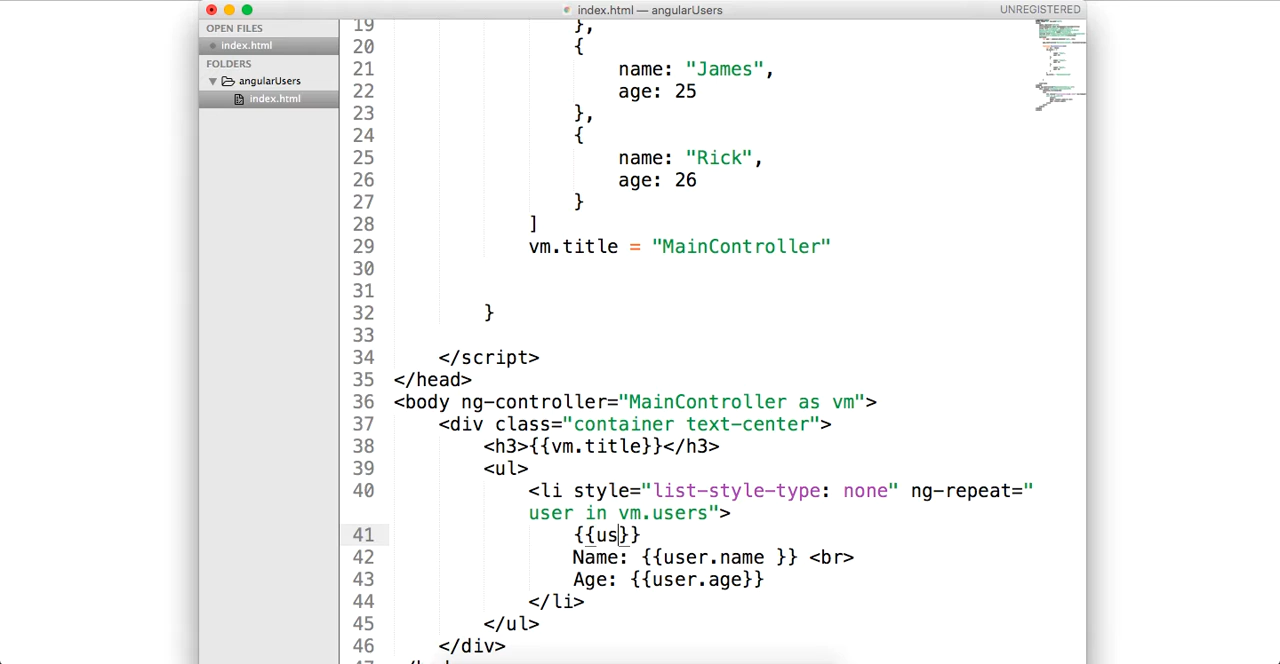 index.html — angularUsers
UNREGISTERED
OPEN FILES
index.html
FOLDERS
angularUsers
index.html
19 },
20 {
21 name: "James",
22 age: 25
23 },
24 {
25 name: "Rick",
26 age: 26
27 }
28 ]
29 vm.title = "MainController"
30
31
32 }
33
34 </script>
35 </head>
36 <body ng-controller="MainController as vm">
37 <div class="container text-center">
38 <h3>{{vm.title}}</h3>
39 <ul>
40 <li style="list-style-type: none" ng-repeat="
user in vm.users">
41 {{us}}
42 Name: {{user.name }} <br>
43 Age: {{user.age}}
44 </li>
45 </ul>
46 </div>